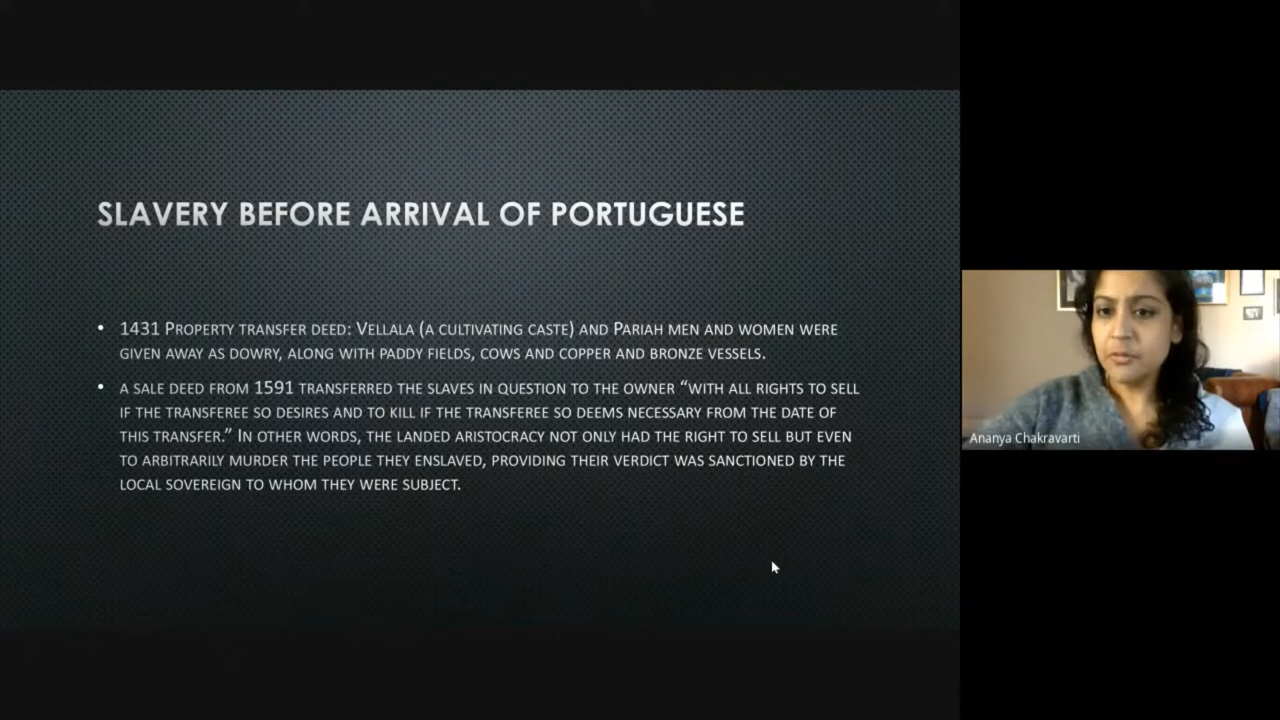 SLAVERY BEFORE ARRIVAL OF PORTUGUESE
• 1431 PROPERTY TRANSFER DEED: VELLALA (A CULTIVATING CASTE) AND PARIAH MEN AND WOMEN WERE
GIVEN AWAY AS DOWRY, ALONG WITH PADDY FIELDS, COWS AND COPPER AND BRONZE VESSELS.
• A SALE DEED FROM 1591 TRANSFERRED THE SLAVES IN QUESTION TO THE OWNER “WITH ALL RIGHTS TO SELL
IF THE TRANSFEREE SO DESIRES AND TO KILL IF THE TRANSFEREE SO DEEMS NECESSARY FROM THE DATE OF
THIS TRANSFER.” IN OTHER WORDS, THE LANDED ARISTOCRACY NOT ONLY HAD THE RIGHT TO SELL BUT EVEN
TO ARBITRARILY MURDER THE PEOPLE THEY ENSLAVED, PROVIDING THEIR VERDICT WAS SANCTIONED BY THE
LOCAL SOVEREIGN TO WHOM THEY WERE SUBJECT.
Ananya Chakravarti